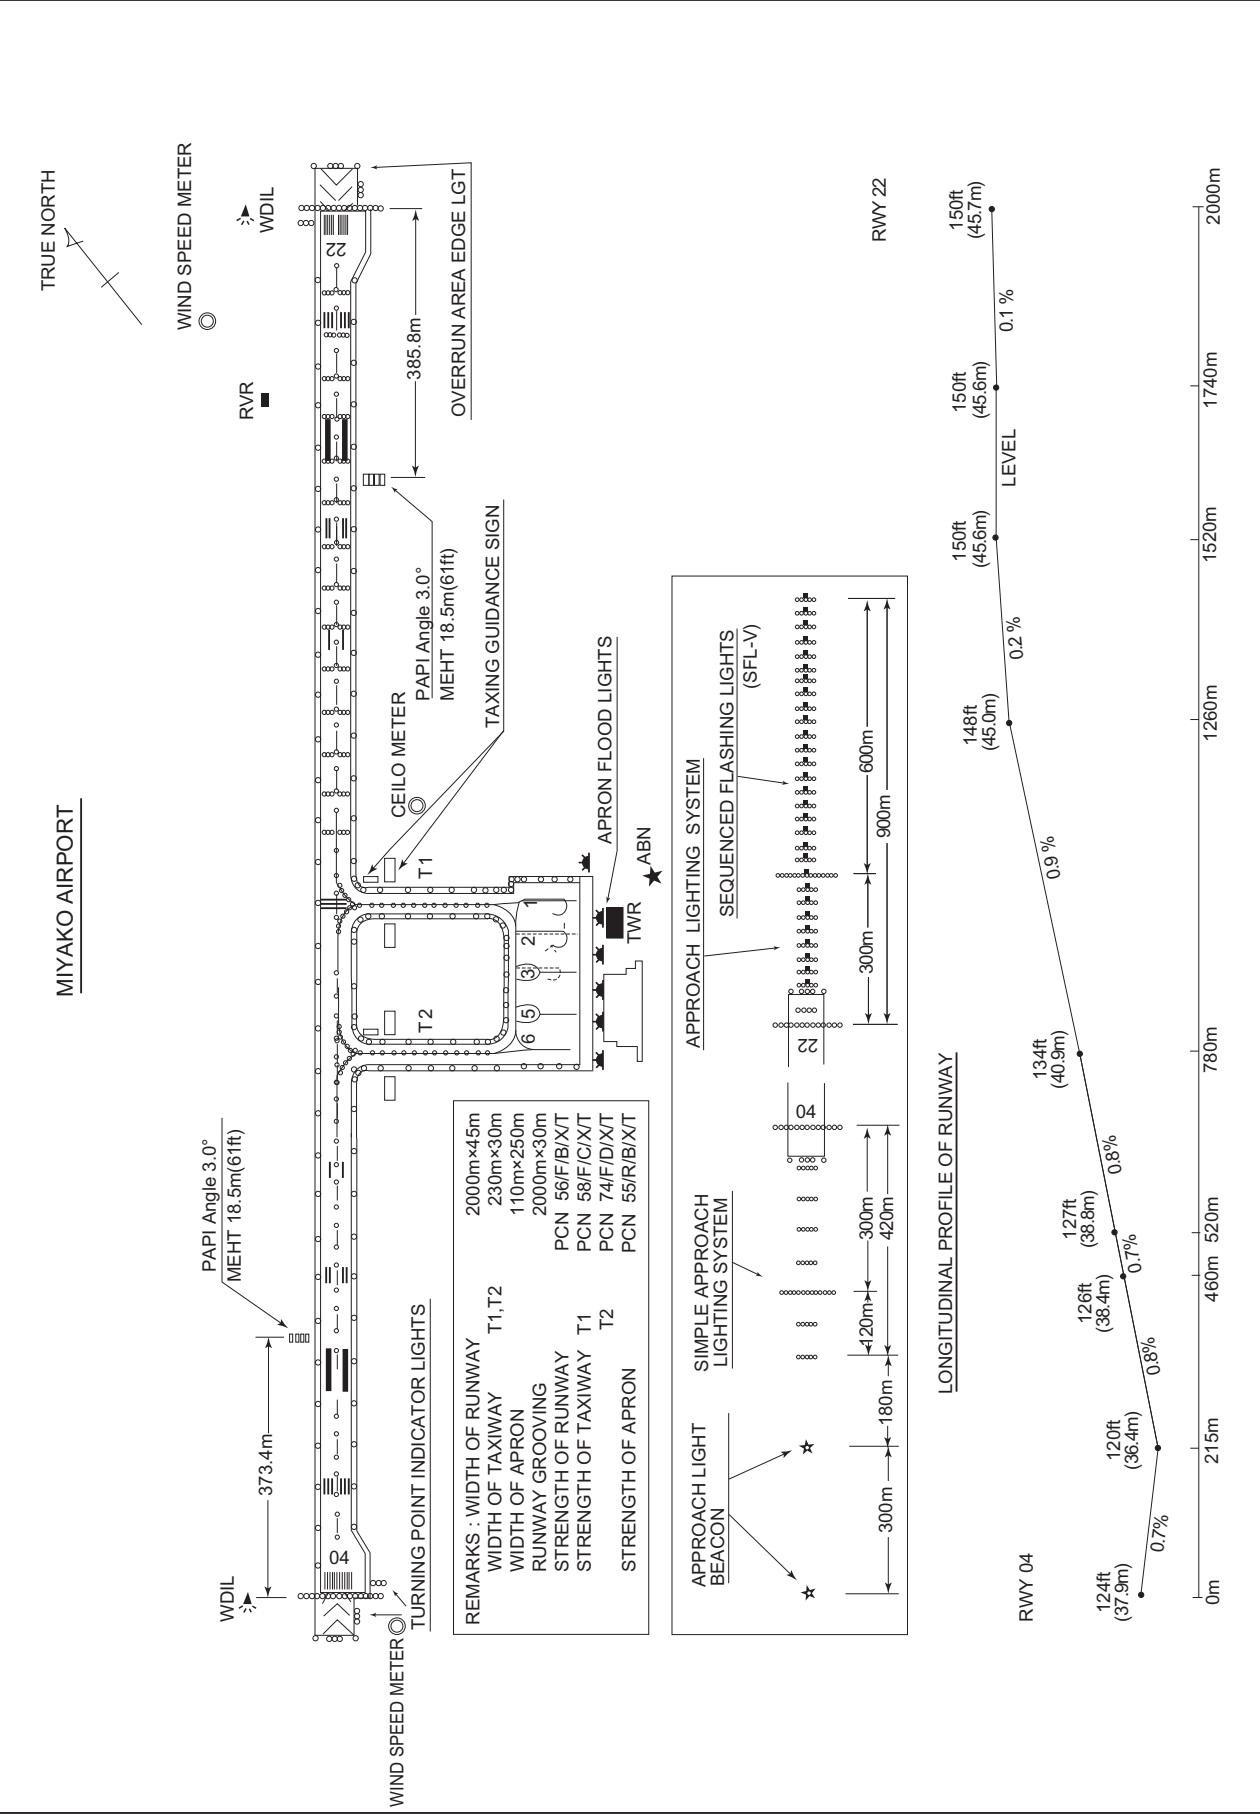 MIYAKO AIRPORT
TRUE NORTH
WIND SPEED METER
WDIL
RVR
22
385.8m
OVERRUN AREA EDGE LGT
PAPI Angle 3.0°
MEHT 18.5m(61ft)
TAXING GUIDANCE SIGN
CEILO METER
T1
T2
APRON FLOOD LIGHTS
ABN
TWR
1
2
3
5
6
PAPI Angle 3.0°
MEHT 18.5m(61ft)
373.4m
WDIL
04
TURNING POINT INDICATOR LIGHTS
WIND SPEED METER
REMARKS : WIDTH OF RUNWAY 2000m×45m
WIDTH OF TAXIWAY T1,T2 230m×30m
WIDTH OF APRON 110m×250m
RUNWAY GROOVING 2000m×30m
STRENGTH OF RUNWAY PCN 56/F/B/X/T
STRENGTH OF TAXIWAY T1 PCN 58/F/C/X/T
T2 PCN 74/F/D/X/T
STRENGTH OF APRON PCN 55/R/B/X/T
APPROACH LIGHT
BEACON
SIMPLE APPROACH
LIGHTING SYSTEM
APPROACH LIGHTING SYSTEM
SEQUENCED FLASHING LIGHTS
(SFL-V)
04
22
300m
180m
120m
300m
420m
300m
600m
900m
LONGITUDINAL PROFILE OF RUNWAY
RWY 04
RWY 22
124ft
(37.9m)
120ft
(36.4m)
126ft
(38.4m)
127ft
(38.8m)
134ft
(40.9m)
148ft
(45.0m)
150ft
(45.6m)
150ft
(45.6m)
150ft
(45.7m)
0.7%
0.8%
0.7%
0.8%
0.9 %
0.2 %
LEVEL
0.1 %
0m
215m
460m
520m
780m
1260m
1520m
1740m
2000m